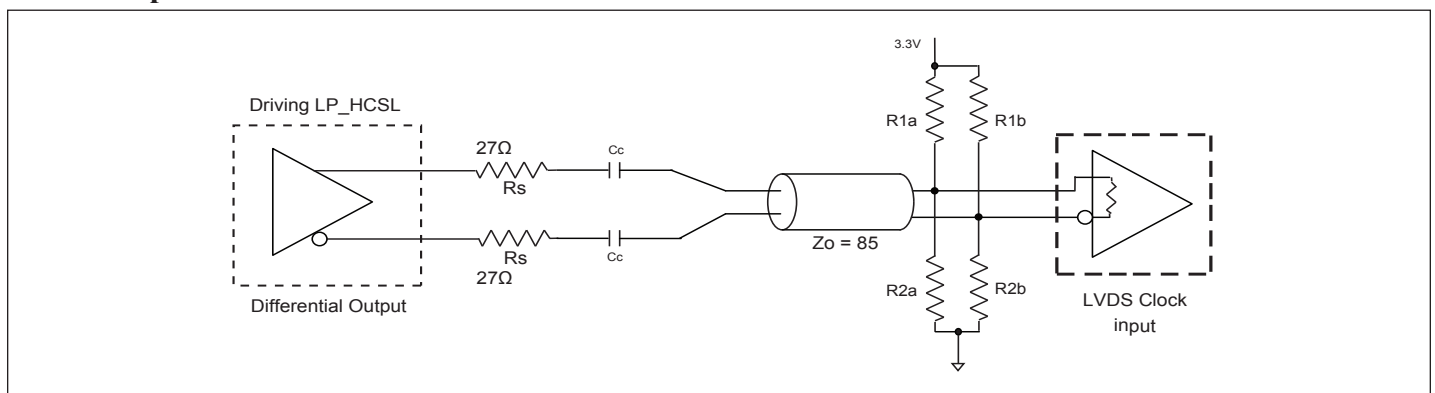 3.3V
Driving LP_HCSL
R1a
R1b
27Ω
Cc
Rs
Zo = 85
Cc
Rs
27Ω
R2a
R2b
Differential Output
LVDS Clock
input